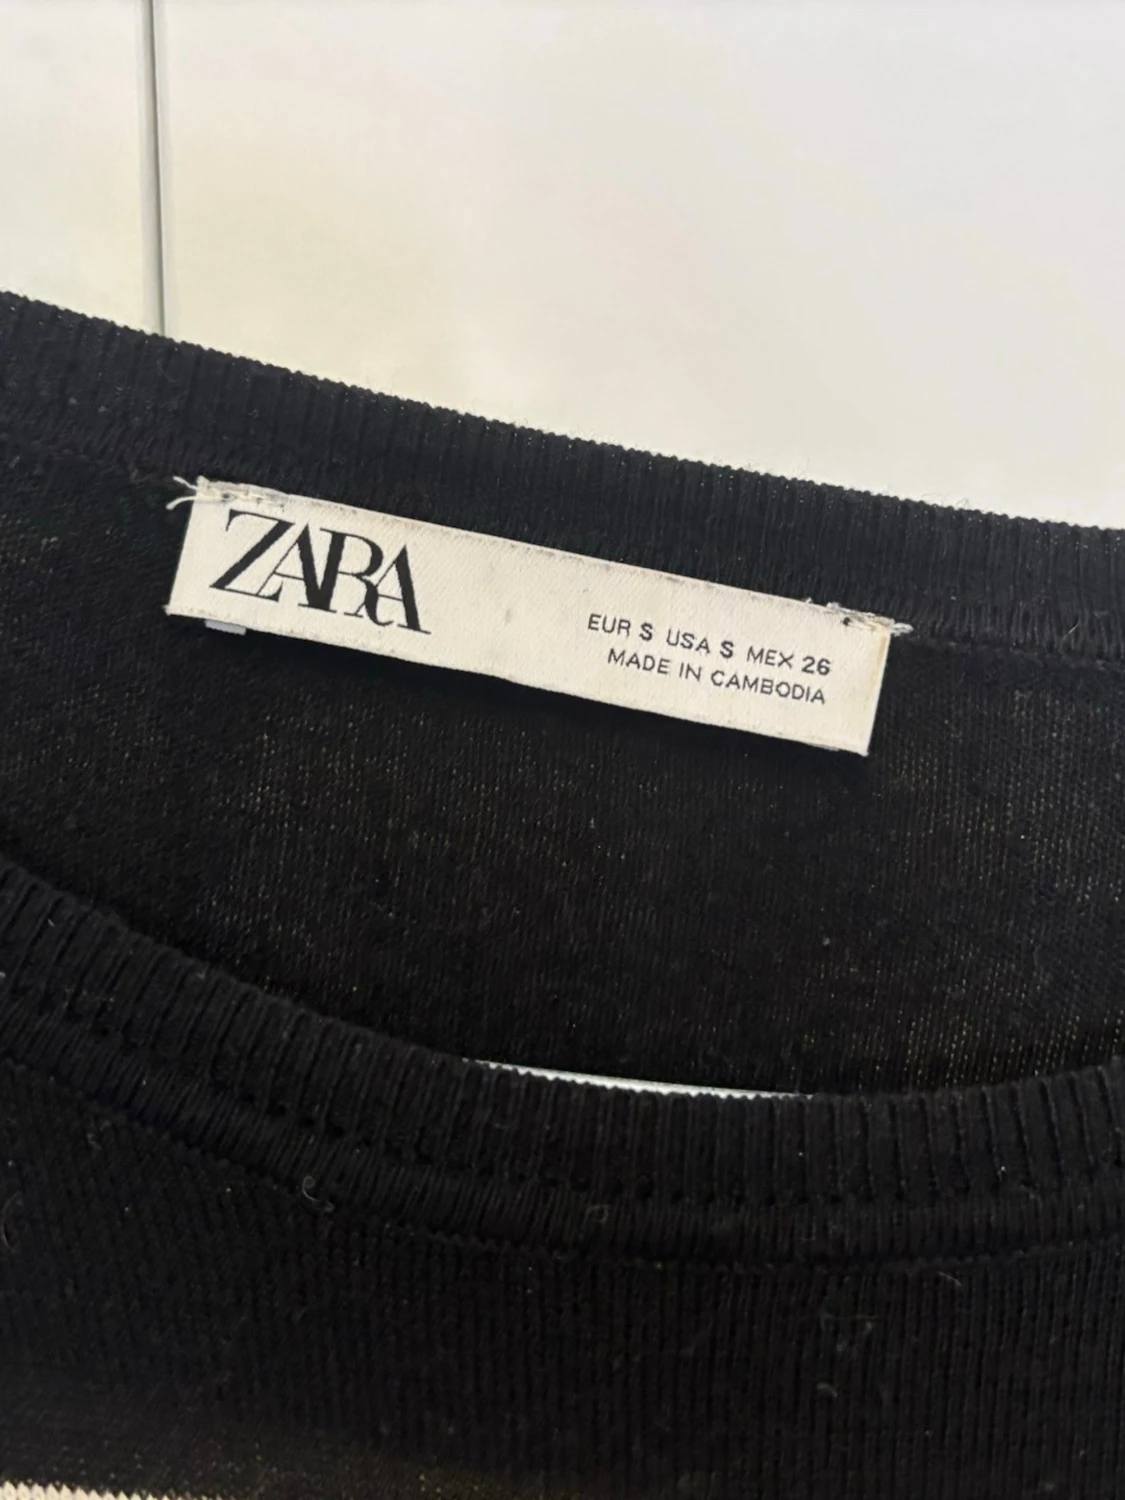 ZARA
EUR S USA S MEX 26
MADE IN CAMBODIA